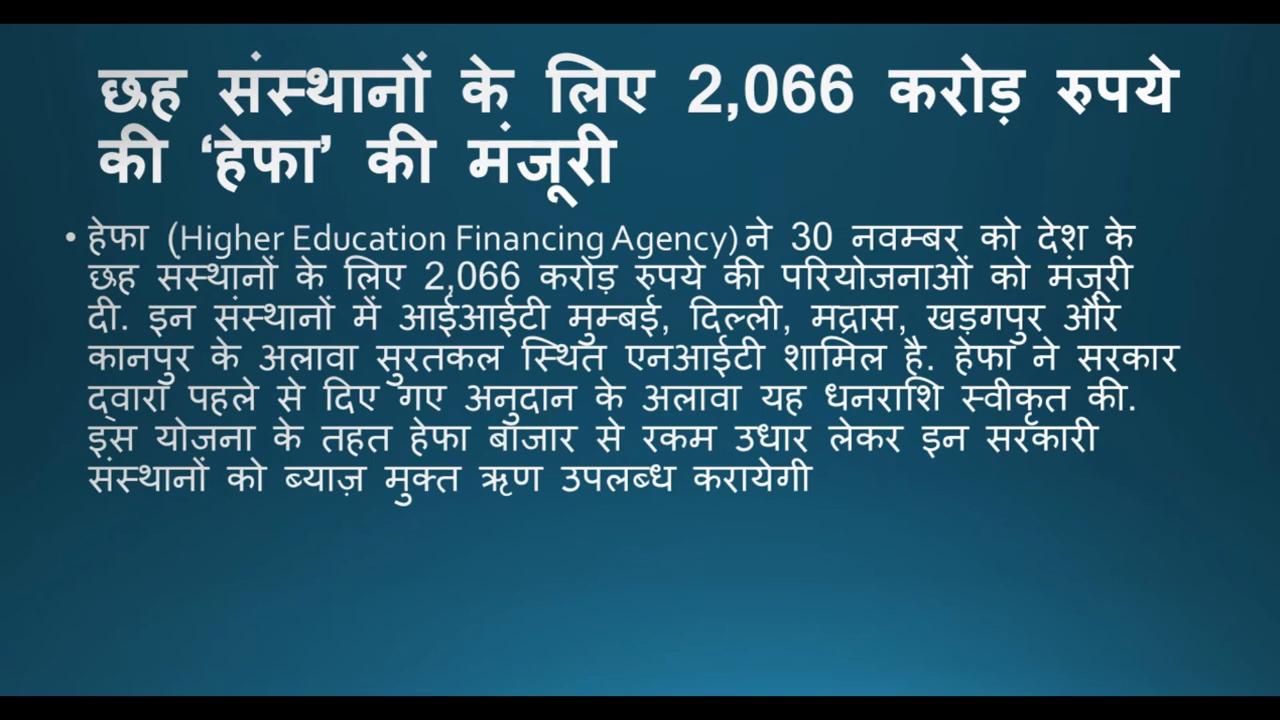 छह संस्थानों के लिए 2,066 करोड़ रुपये
की ‘हेफा’ की मंजूरी
• हेफा (Higher Education Financing Agency) ने 30 नवम्बर को देश के
छह संस्थानों के लिए 2,066 करोड़ रुपये की परियोजनाओं को मंजूरी
दी. इन संस्थानों में आईआईटी मुम्बई, दिल्ली, मद्रास, खड़गपुर और
कानपुर के अलावा सुरतकल स्थित एनआईटी शामिल है. हेफा ने सरकार
द्वारा पहले से दिए गए अनुदान के अलावा यह धनराशि स्वीकृत की.
इस योजना के तहत हेफा बाजार से रकम उधार लेकर इन सरकारी
संस्थानों को ब्याज़ मुक्त ऋण उपलब्ध करायेगी